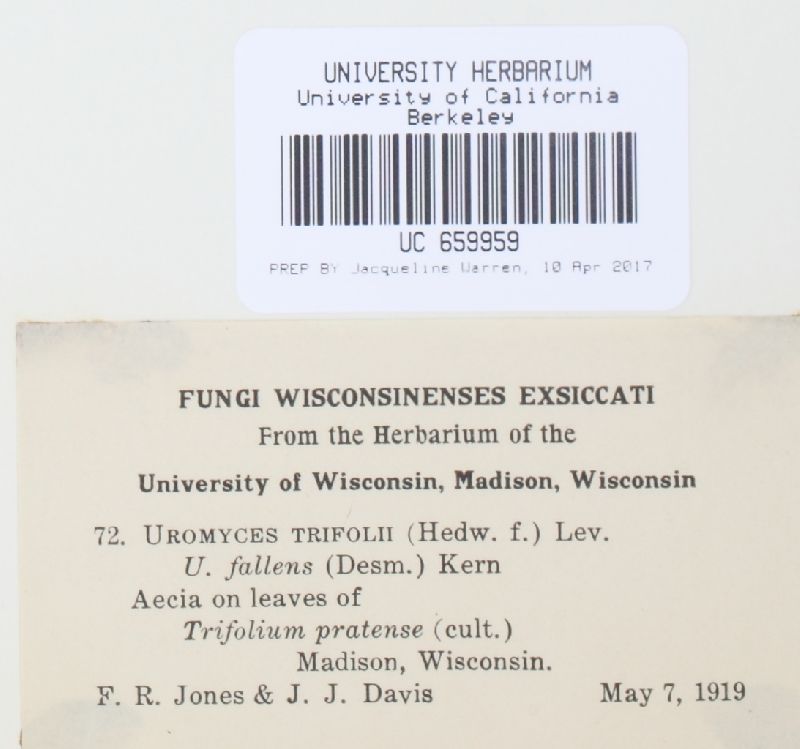 UNIVERSITY HERBARIUM
University of California
Berkeley
UC 659959
PREP BY Jacqueline Warren, 10 Apr 2017
FUNGI WISCONSINENSES EXSICCATI
From the Herbarium of the
University of Wisconsin, Madison, Wisconsin
72. UROMYCES TRIFOLII (Hedw. f.) Lev.
U. fallens (Desm.) Kern
Aecia on leaves of
Trifolium pratense (cult.)
Madison, Wisconsin.
F. R. Jones & J. J. Davis May 7, 1919